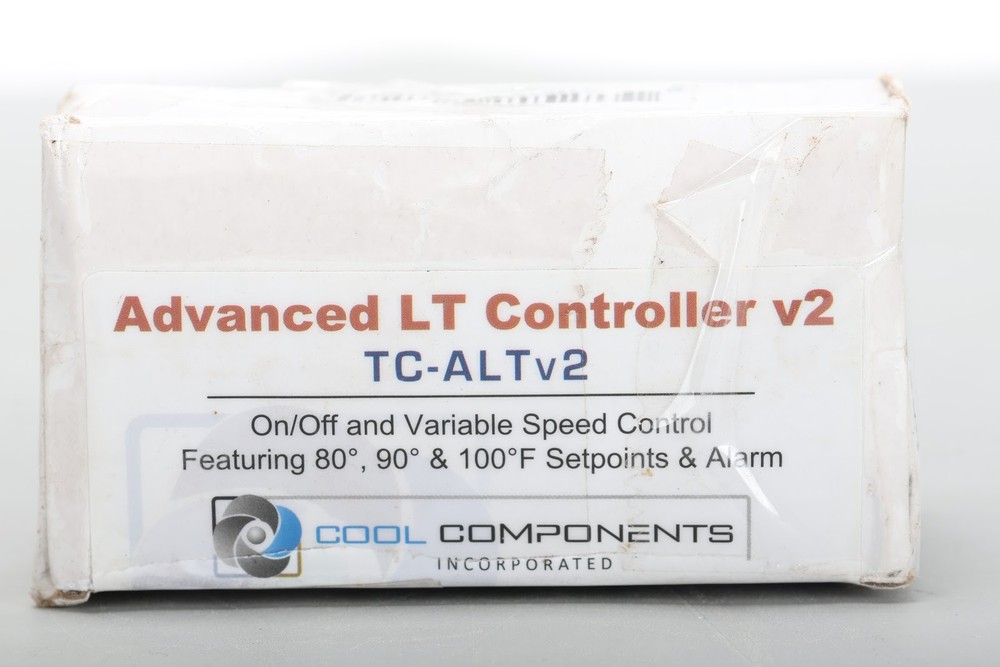 Advanced LT Controller v2
TC-ALTv2
On/Off and Variable Speed Control
Featuring 80°, 90° & 100°F Setpoints & Alarm
COOL COMPONENTS
INCORPORATED